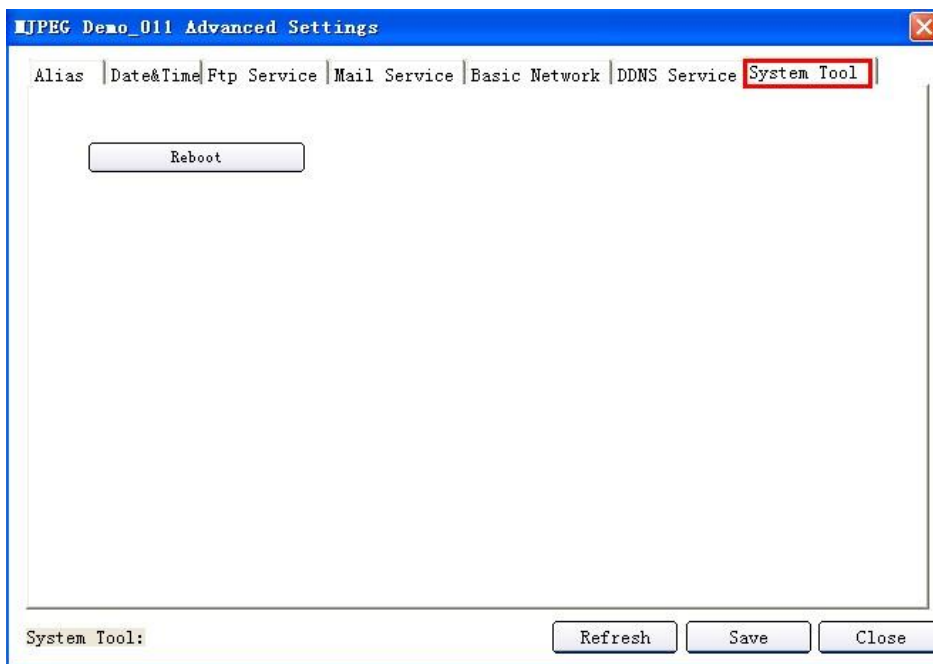 MJPEG Demo_011 Advanced Settings
Alias Date&Time Ftp Service Mail Service Basic Network DDNS Service System Tool
Reboot
System Tool: Refresh Save Close